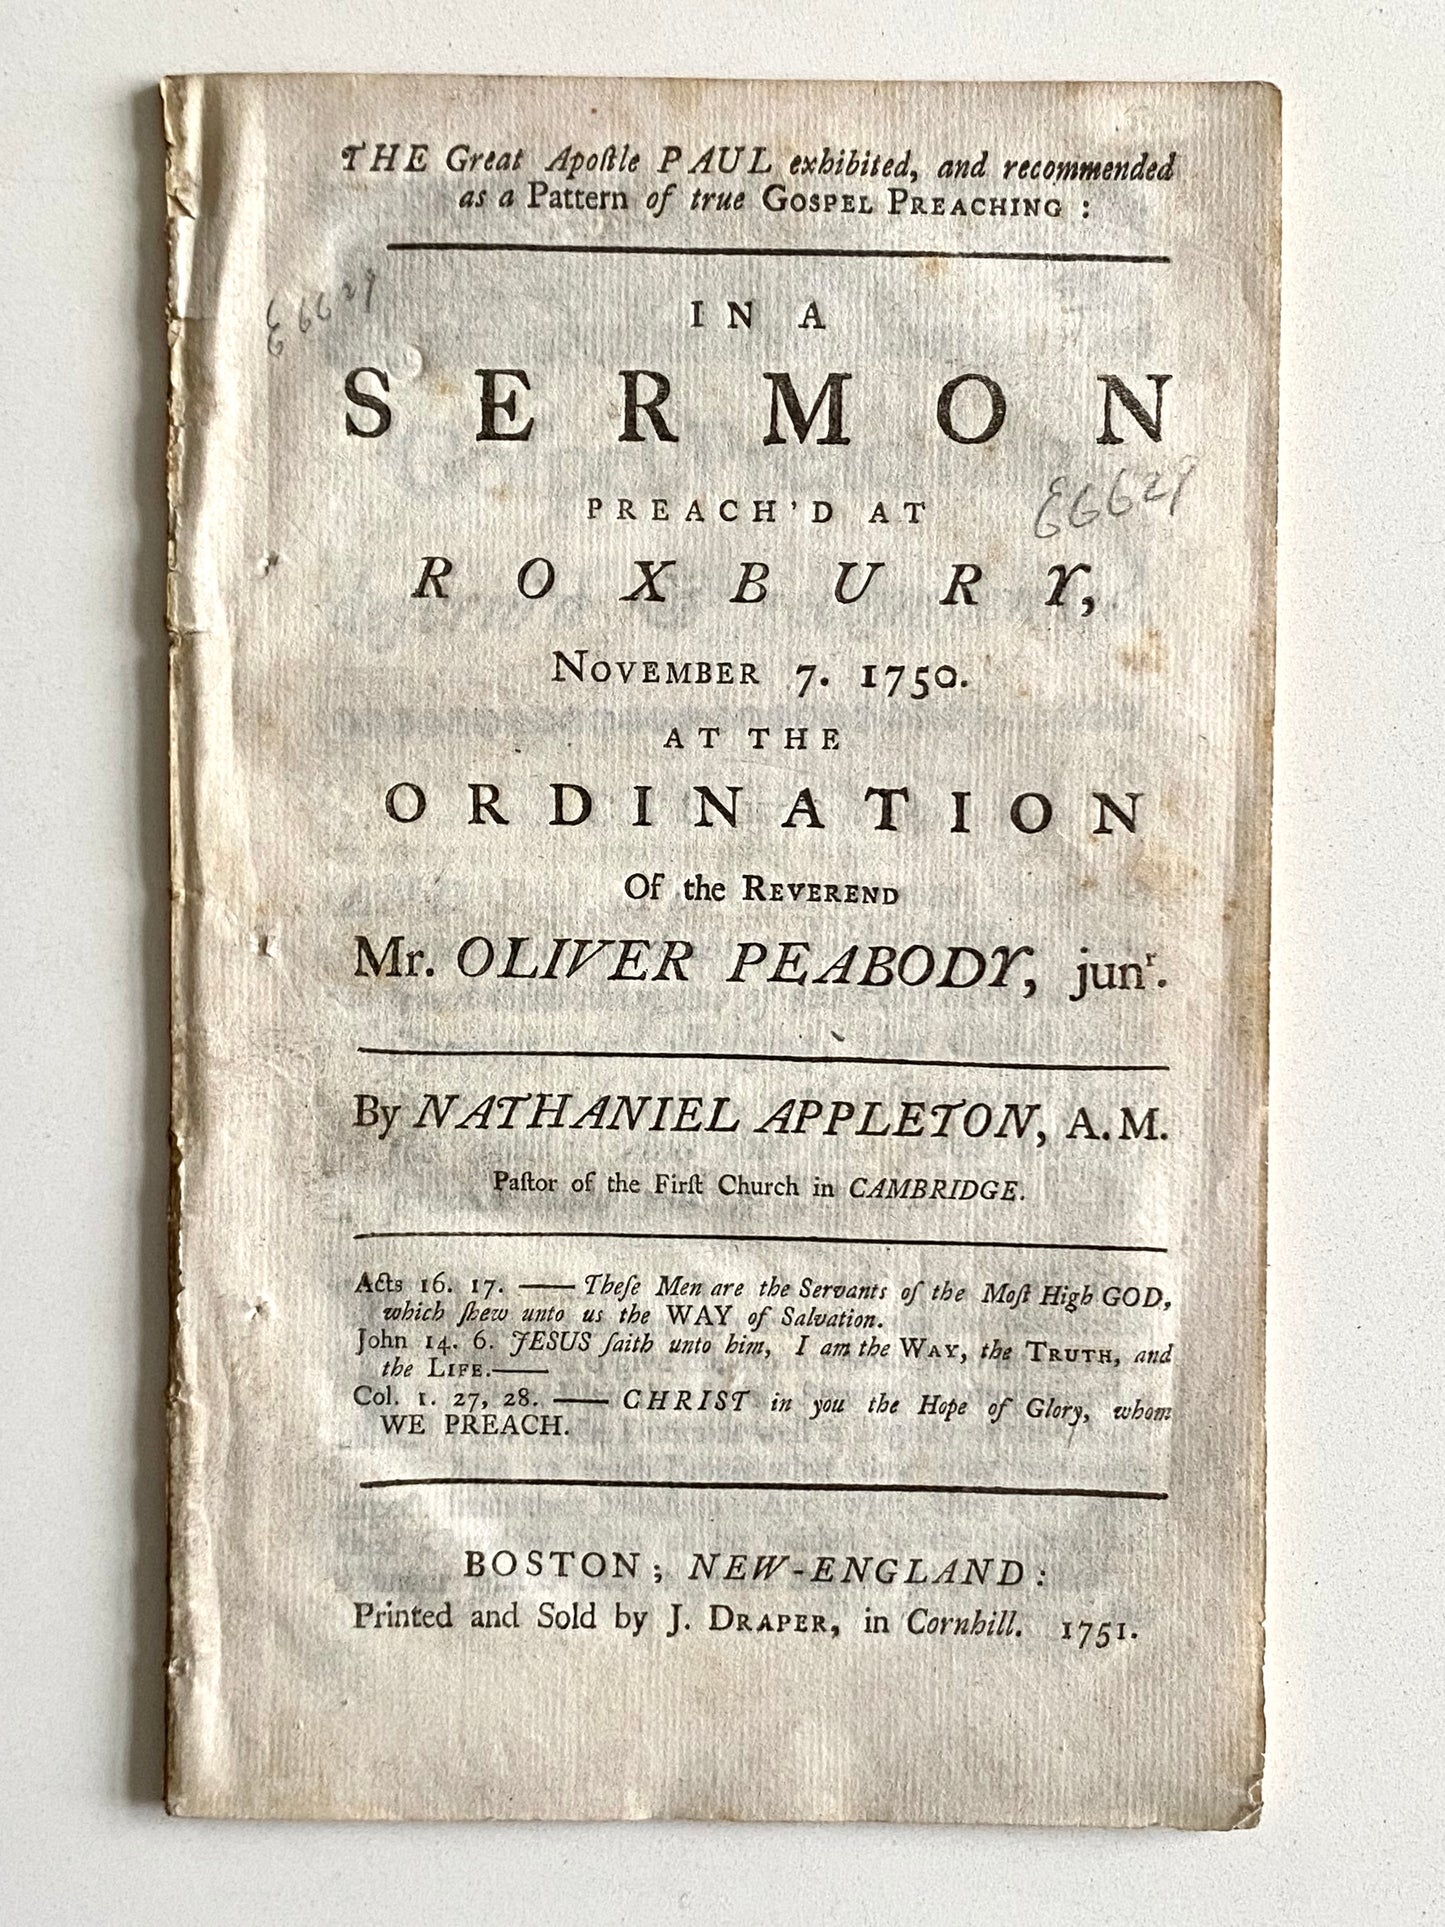 THE Great Apoſtle PAUL exhibited, and recommended
as a Pattern of true GOSPEL PREACHING :
E6629
IN A
SERMON
PREACH'D AT
E6629
ROXBURY,
NOVEMBER 7. 1750.
AT THE
ORDINATION
Of the REVEREND
Mr. OLIVER PEABODY, junr.
By NATHANIEL APPLETON, A. M.
Paſtor of the Firſt Church in CAMBRIDGE.
Acts 16. 17. —— Theſe Men are the Servants of the Moſt High GOD,
which ſhew unto us the WAY of Salvation.
John 14. 6. JESUS ſaith unto him, I am the WAY, the TRUTH, and
the LIFE.——
Col. 1. 27, 28. —— CHRIST in you the Hope of Glory, whom
WE PREACH.
BOSTON ; NEW-ENGLAND :
Printed and Sold by J. DRAPER, in Cornhill. 1751.